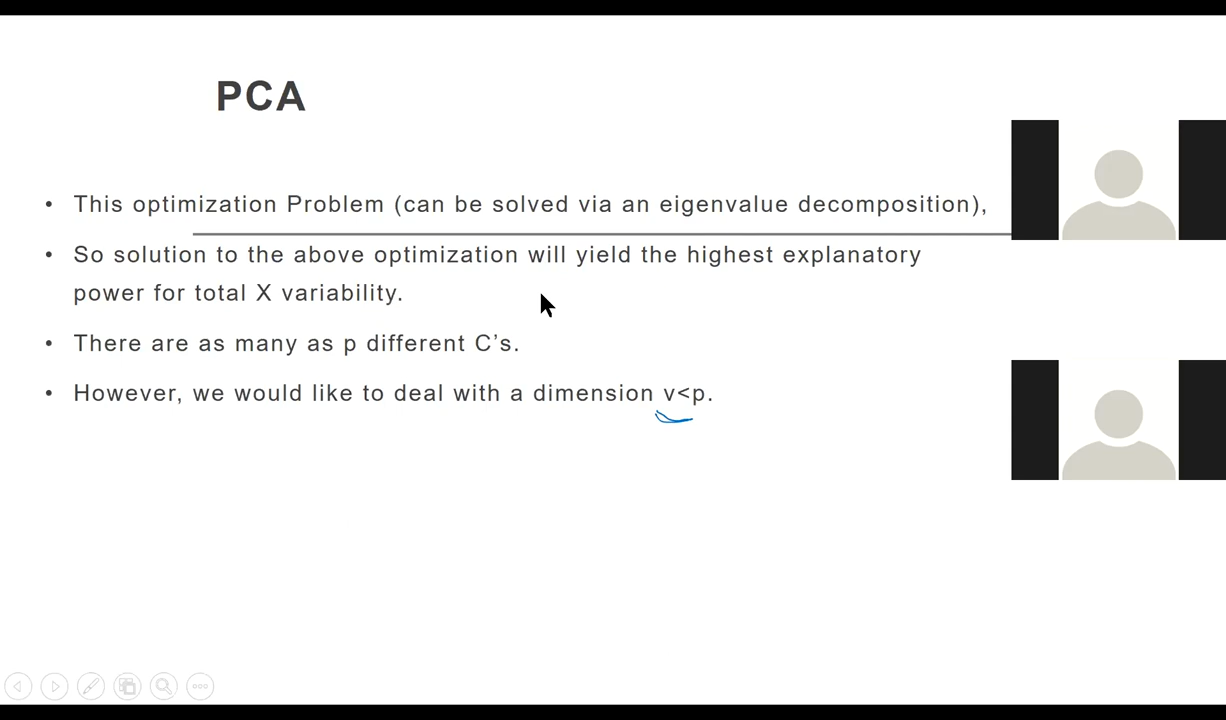 PCA
• This optimization Problem (can be solved via an eigenvalue decomposition),
• So solution to the above optimization will yield the highest explanatory
power for total X variability.
• There are as many as p different C’s.
• However, we would like to deal with a dimension v<p.